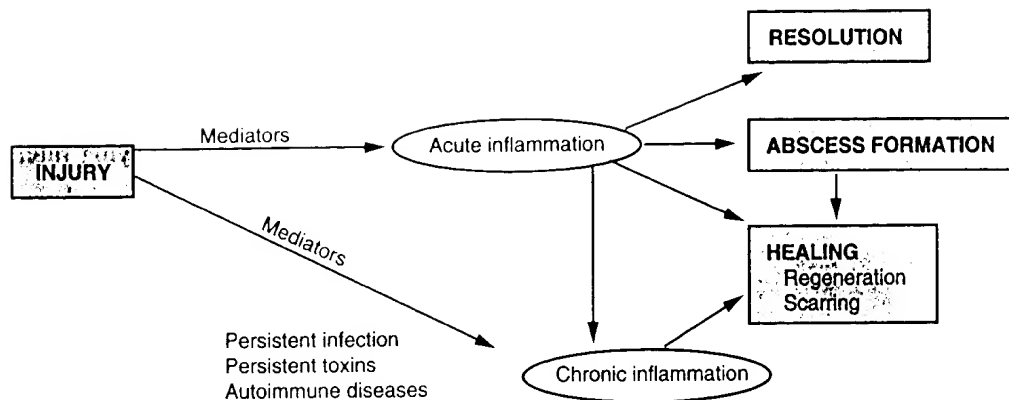 RESOLUTION
Mediators
Acute inflammation
ABSCESS FORMATION
INJURY
Mediators
HEALING
Regeneration
Scarring
Persistent infection
Persistent toxins
Autoimmune diseases
Chronic inflammation